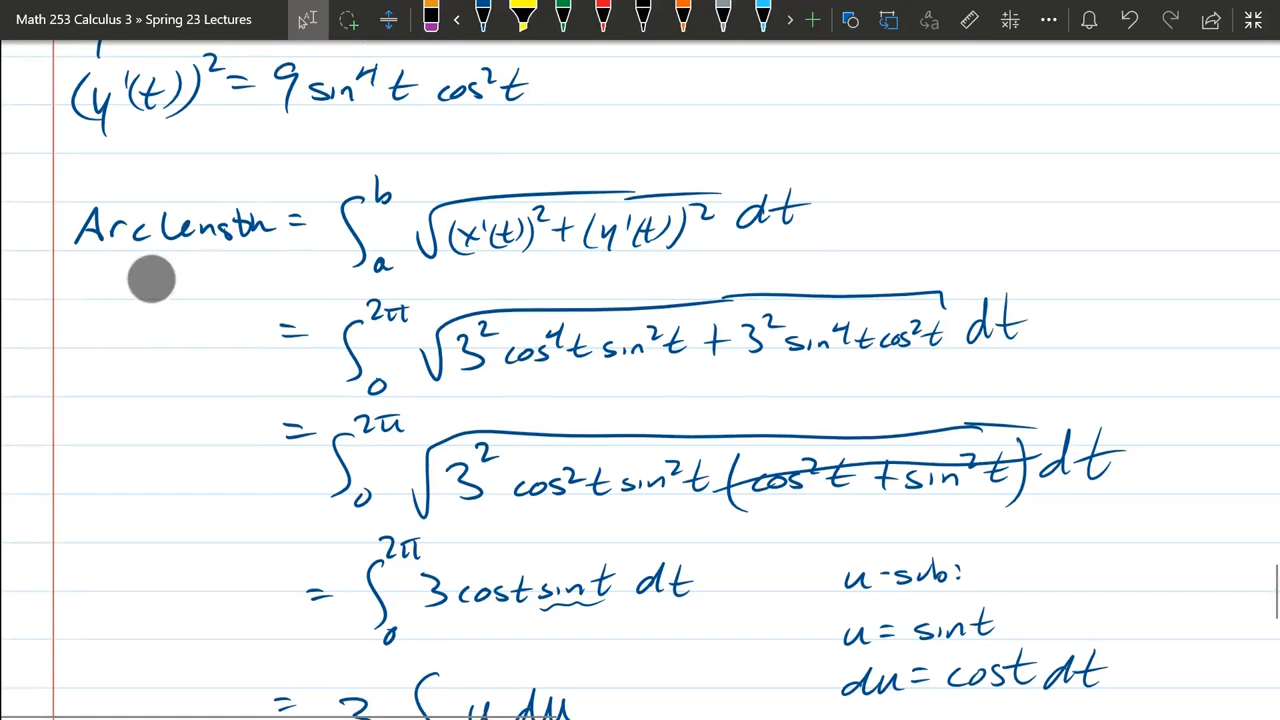 Math 253 Calculus 3 » Spring 23 Lectures
(y'(t))² = 9 sin⁴t cos²t
Arc Length = ∫_a^b √((x'(t))² + (y'(t))²) dt
= ∫_0^{2π} √(3² cos⁴t sin²t + 3² sin⁴t cos²t) dt
= ∫_0^{2π} √(3² cos²t sin²t (cos²t + sin²t)) dt
= ∫_0^{2π} 3 cost sint dt
u-sub:
u = sint
du = cost dt
= 3 ∫ u du